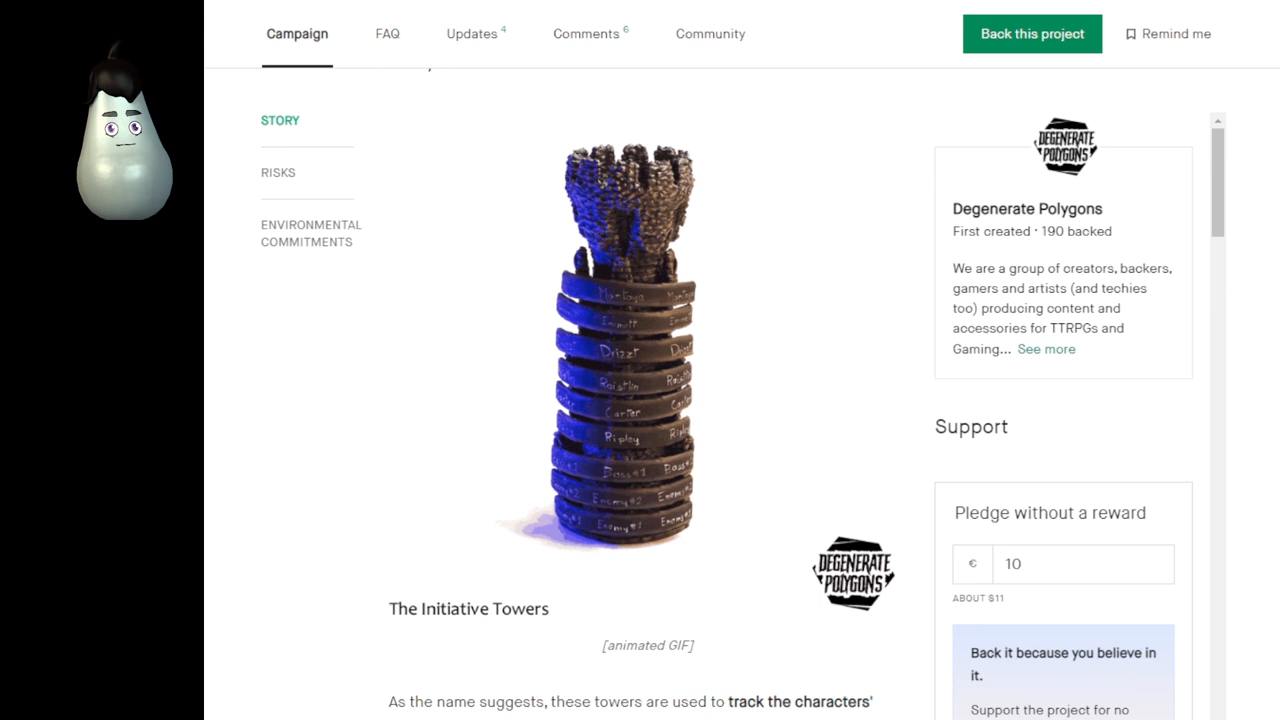 Campaign
FAQ
Updates 4
Comments 6
Community
Back this project
Remind me
STORY
RISKS
ENVIRONMENTAL
COMMITMENTS
Montoya
Emmett
Drizzt
Raistlin
Carter
Ripley
Boss#1
Enemy#2
Enemy#1
DEGENERATE
POLYGONS
The Initiative Towers
[animated GIF]
As the name suggests, these towers are used to track the characters'
DEGENERATE
POLYGONS
Degenerate Polygons
First created · 190 backed
We are a group of creators, backers,
gamers and artists (and techies
too) producing content and
accessories for TTRPGs and
Gaming... See more
Support
Pledge without a reward
€ 10
ABOUT $11
Back it because you believe in
it.
Support the project for no